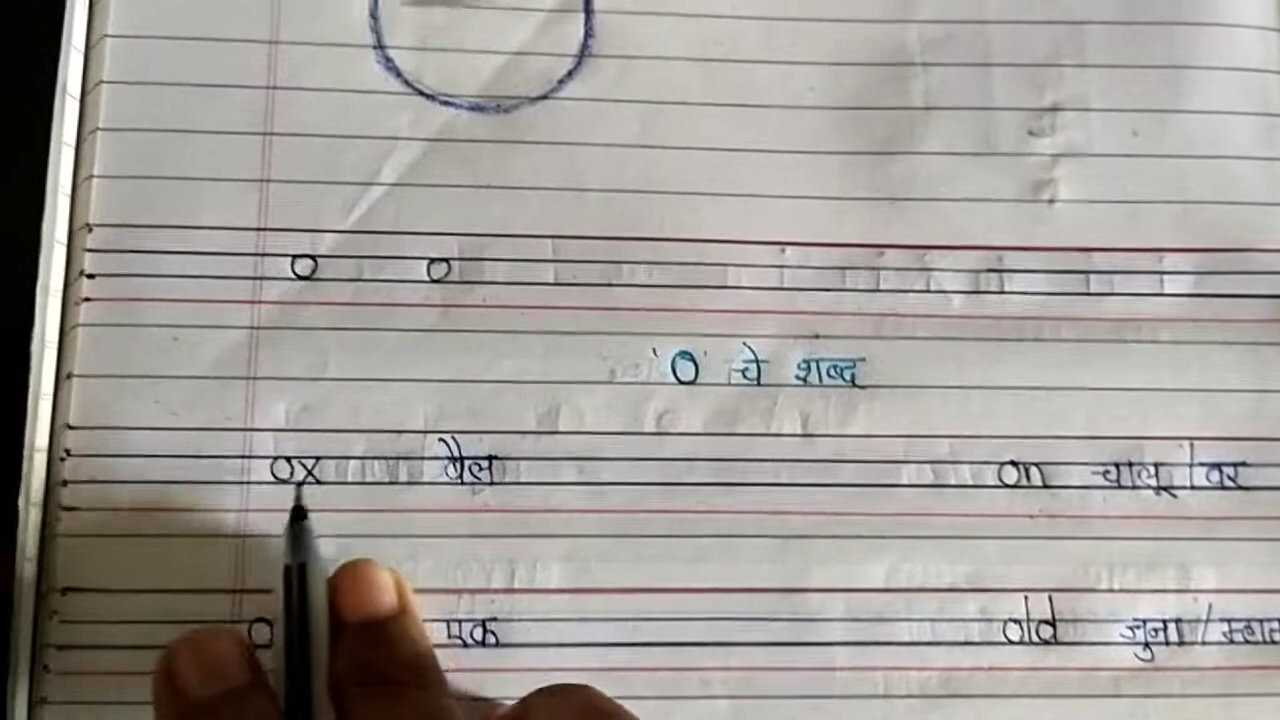 o o
'O' चे शब्द
ox बैल on चालू / वर
o एक old जुना /